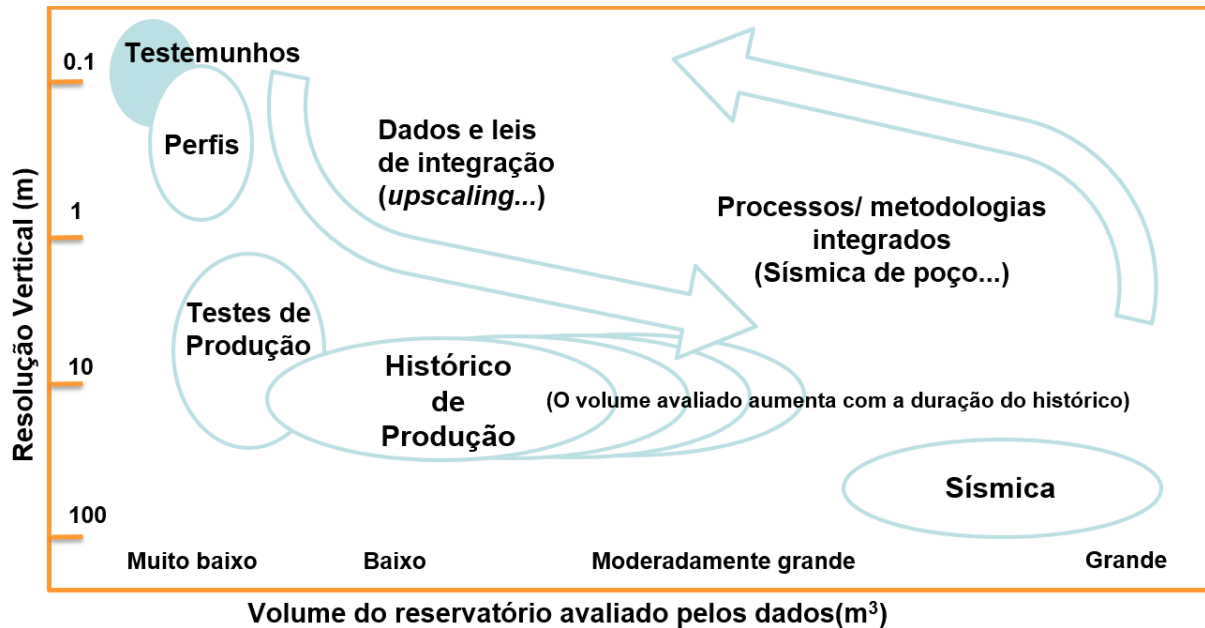 Testemunhos
0.1
Perfis
Dados e leis
de integração
(upscaling...)
Processos/ metodologias
integrados
(Sísmica de poço...)
1
Testes de
Produção
10
Histórico
de
Produção
(O volume avaliado aumenta com a duração do histórico)
Sísmica
100
Resolução Vertical (m)
Muito baixo
Baixo
Moderadamente grande
Grande
Volume do reservatório avaliado pelos dados(m³)